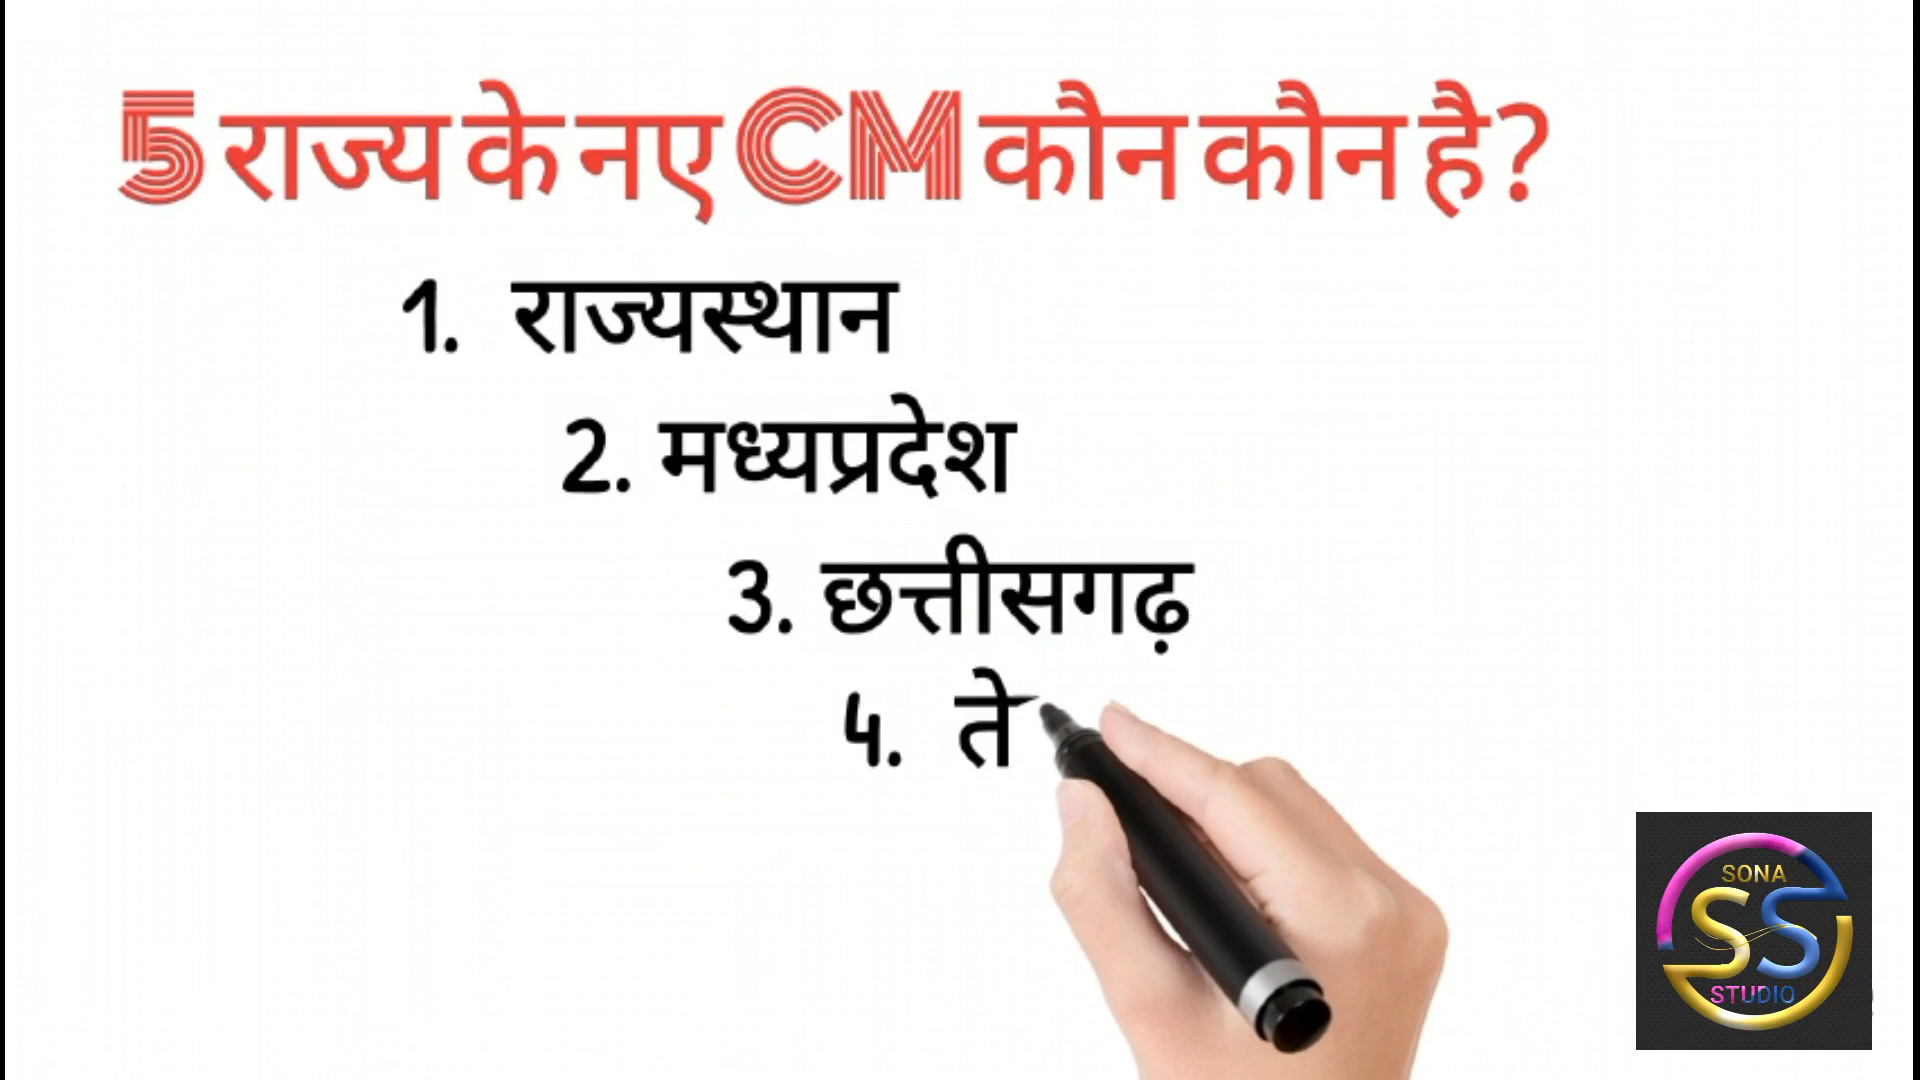 5 राज्य के नए CM कौन कौन है?
1. राज्यस्थान
2. मध्यप्रदेश
3. छत्तीसगढ़
4. ते
SONA
SS
STUDIO